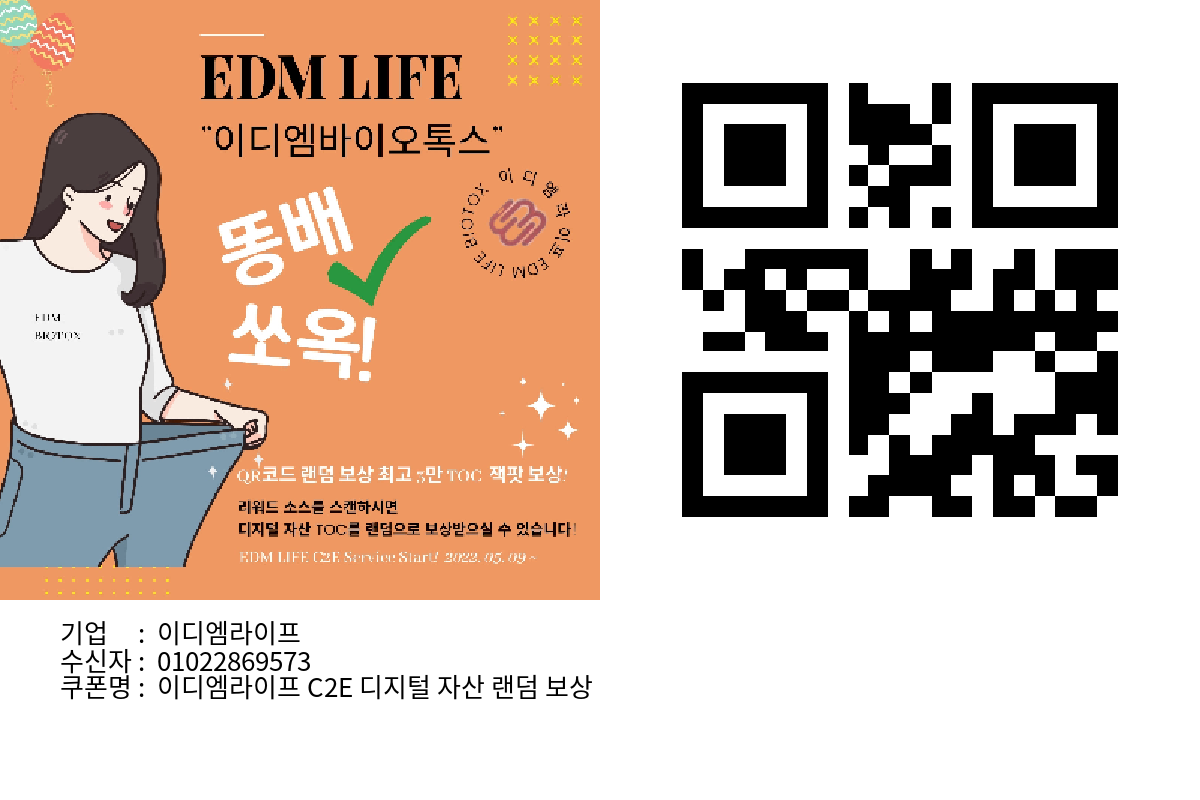 EDM LIFE
"이디엠바이오톡스"
이디엠라이프 EDM LIFE BIOTOX
똥배
쏘옥!
EDM
BIOTOX
QR코드 랜덤 보상 최고 5만 TOC 잭팟 보상!
리워드 소스를 스캔하시면
디지털 자산 TOC를 랜덤으로 보상받으실 수 있습니다!
EDM LIFE C2E Service Start! 2022. 05. 09 ~
기업 : 이디엠라이프
수신자 : 01022869573
쿠폰명 : 이디엠라이프 C2E 디지털 자산 랜덤 보상